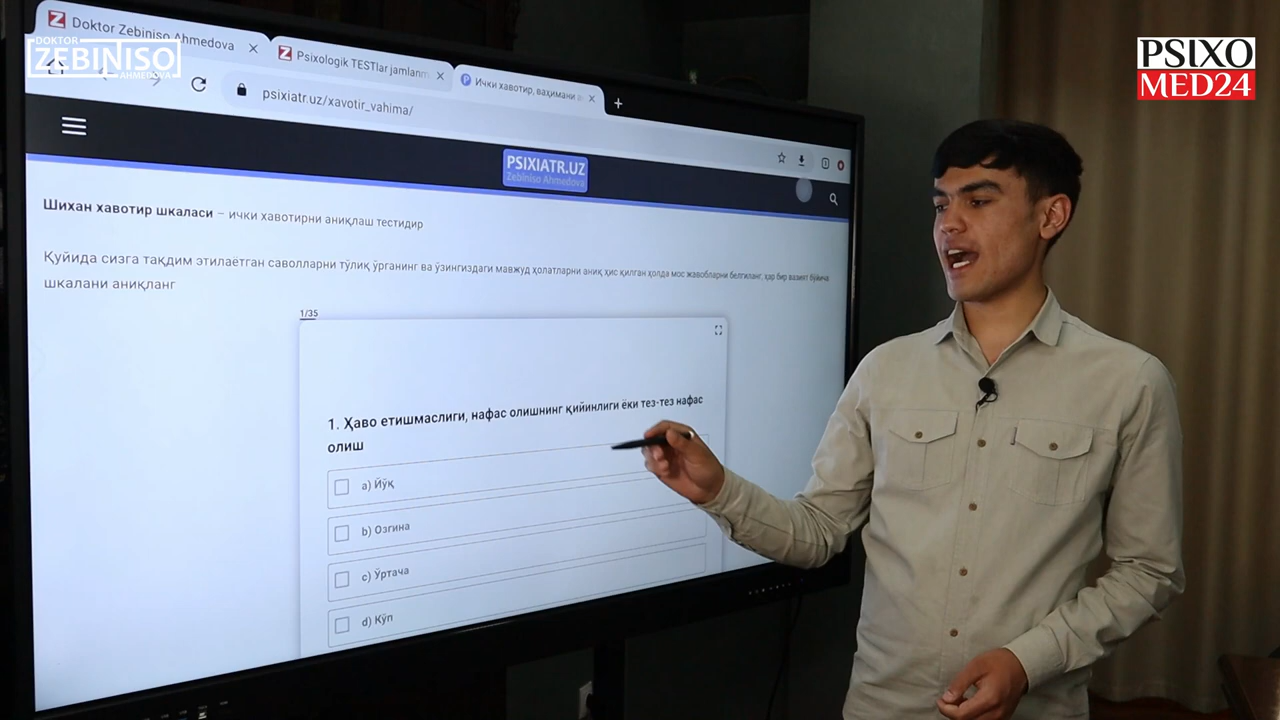 Doktor Zebiniso Ahmedova
Psixologik TESTlar jamlanm
Ички хавотир, ваҳимани
DOKTOR
ZEBINISO
AHMEDOVA
psixiatr.uz/xavotir_vahima/
PSIXO
MED24
PSIXIATR.UZ
Zebiniso Ahmedova
Шихан хавотир шкаласи – ички хавотирни аниқлаш тестидир
Қуйида сизга тақдим этилаётган саволларни тўлиқ ўрганинг ва ўзингиздаги мавжуд ҳолатларни аниқ ҳис қилган ҳолда мос жавобларни белгиланг, ҳар бир вазият бўйича
шкалани аниқланг
1/35
1. Ҳаво етишмаслиги, нафас олишнинг қийинлиги ёки тез-тез нафас
олиш
a) Йўқ
b) Озгина
c) Ўртача
d) Кўп